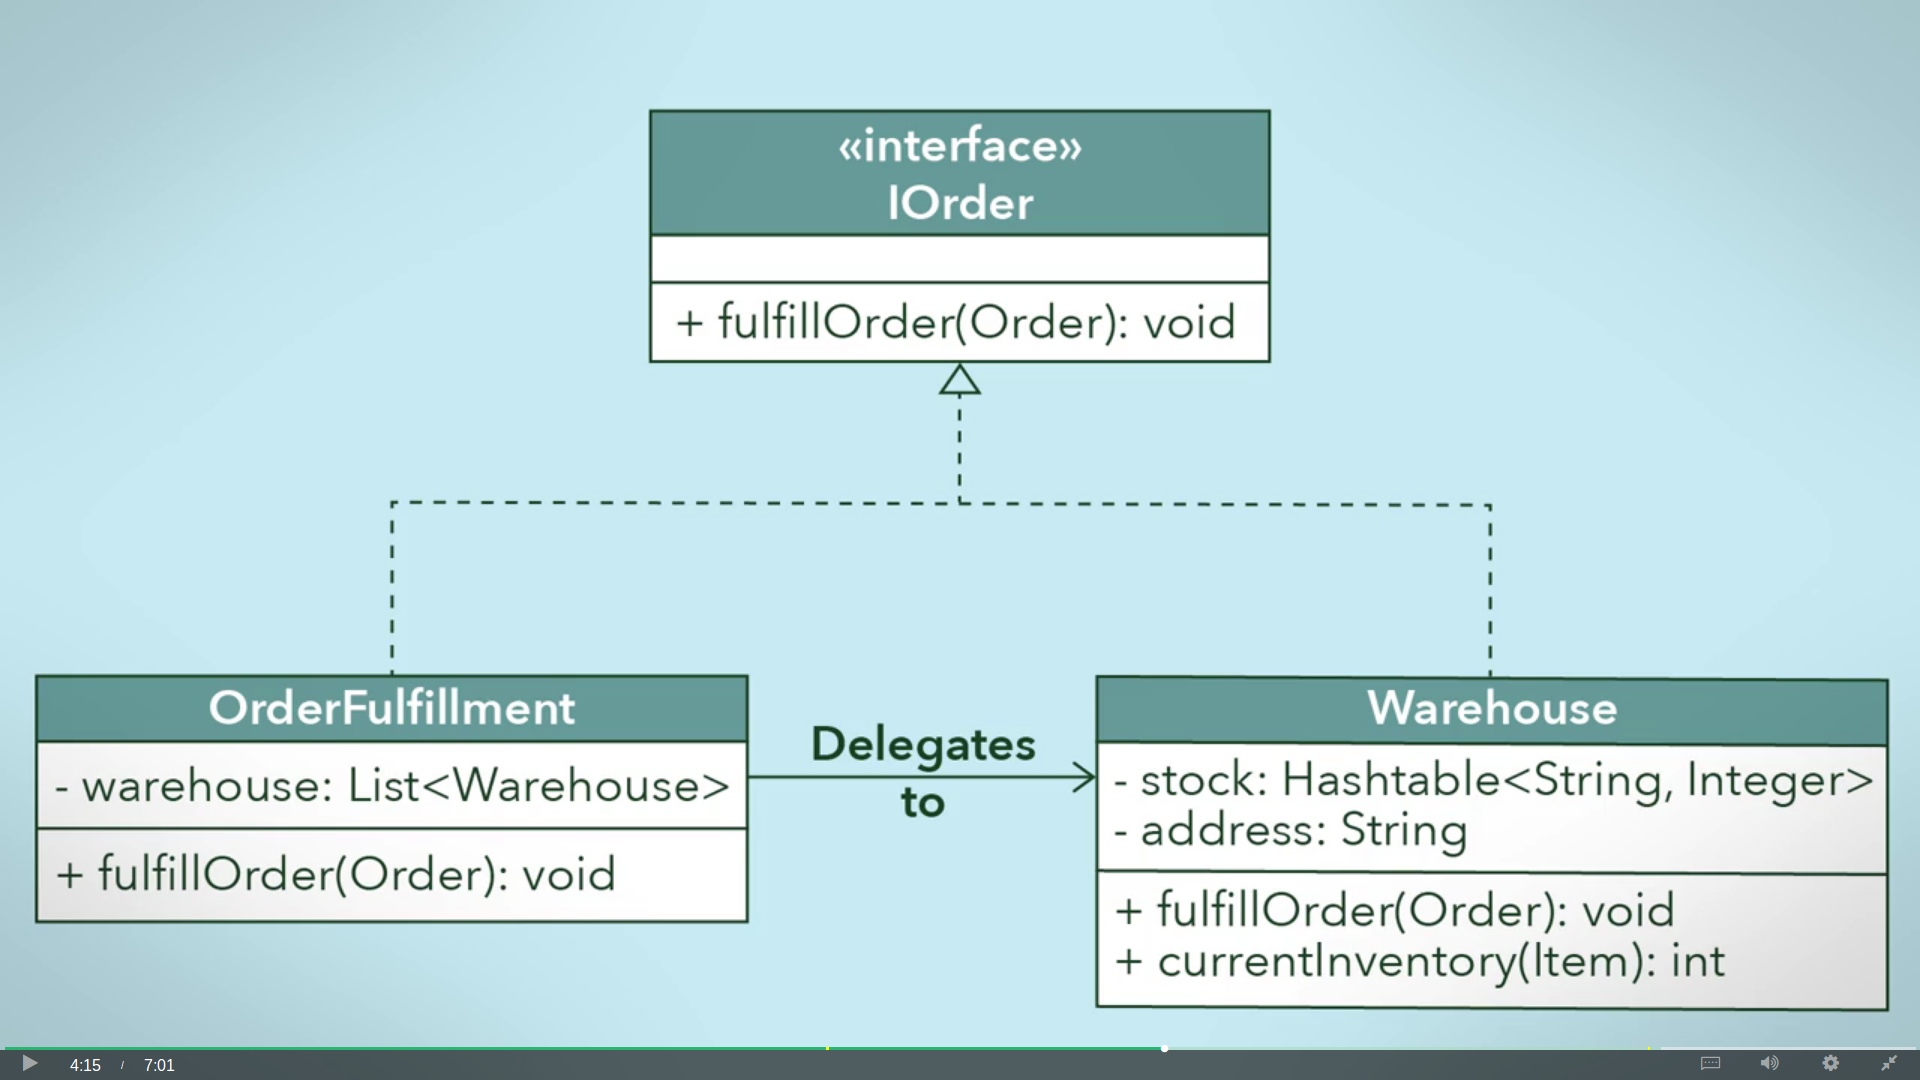 «interface»
IOrder
+ fulfillOrder(Order): void
OrderFulfillment
- warehouse: List<Warehouse>
+ fulfillOrder(Order): void
Delegates
to
Warehouse
- stock: Hashtable<String, Integer>
- address: String
+ fulfillOrder(Order): void
+ currentInventory(Item): int
4:15 / 7:01